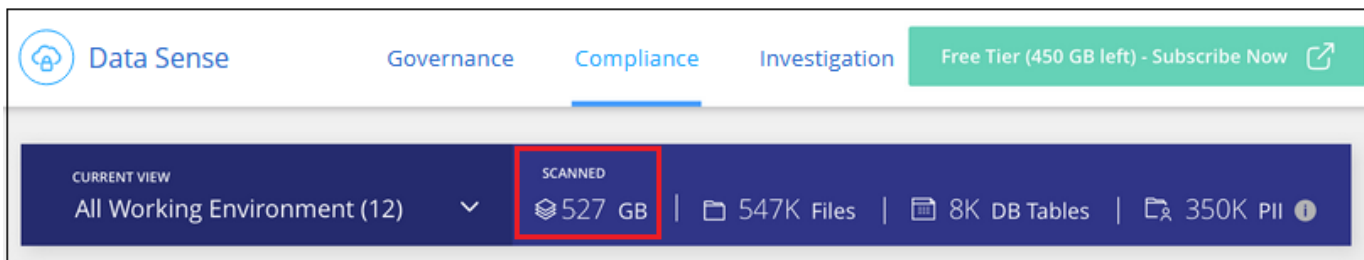 Data Sense Governance Compliance Investigation Free Tier (450 GB left) - Subscribe Now
CURRENT VIEW
All Working Environment (12)
SCANNED
527 GB | 547K Files | 8K DB Tables | 350K PII